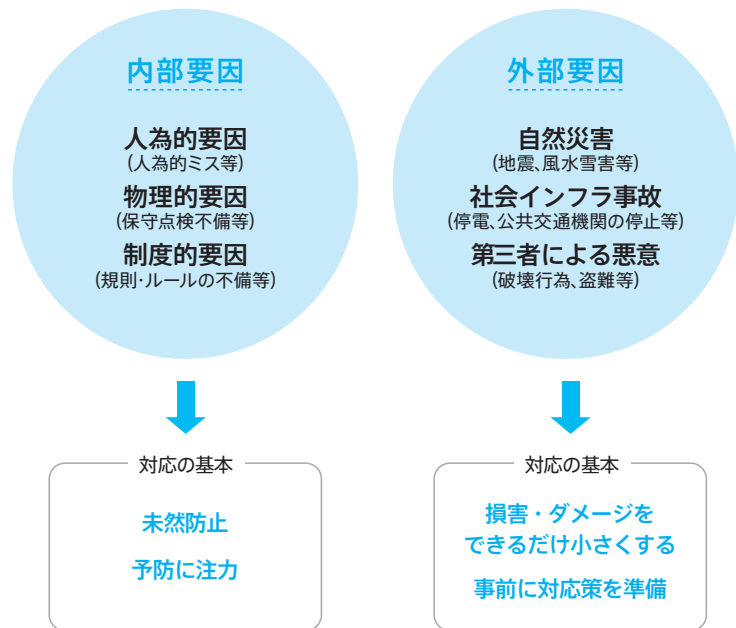 内部要因
人為的要因
(人為的ミス等)
物理的要因
(保守点検不備等)
制度的要因
(規則・ルールの不備等)
対応の基本
未然防止
予防に注力
外部要因
自然災害
(地震、風水雪害等)
社会インフラ事故
(停電、公共交通機関の停止等)
第三者による悪意
(破壊行為、盗難等)
対応の基本
損害・ダメージを
できるだけ小さくする
事前に対応策を準備